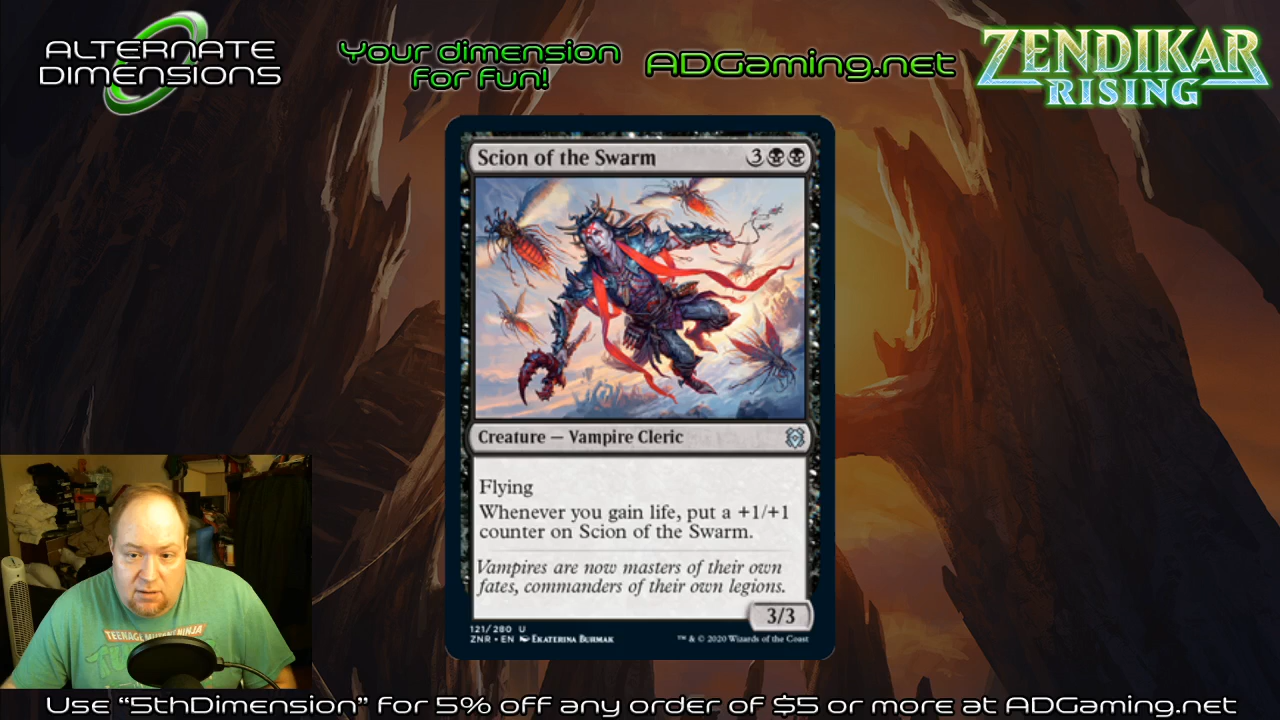 ALTERNATE
DIMENSIONS
Your dimension
for fun!
ADGaming.net
ZENDIKAR
RISING
Scion of the Swarm 3
Creature — Vampire Cleric
Flying
Whenever you gain life, put a +1/+1
counter on Scion of the Swarm.
Vampires are now masters of their own
fates, commanders of their own legions.
3/3
121/280 U
ZNR • EN EKATERINA BURMAK
™ & © 2020 Wizards of the Coast
TEENAGE MUTANT NINJA
Use “5thDimension” for 5% off any order of $5 or more at ADGaming.net